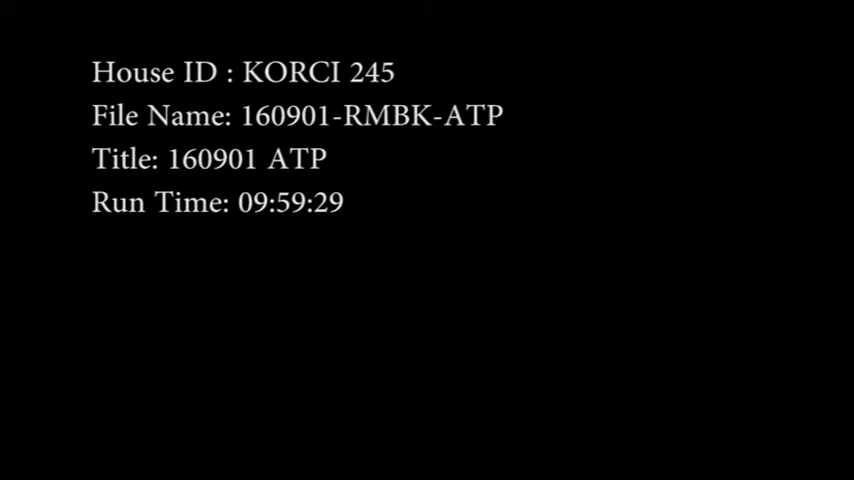 House ID : KORCI 245
File Name: 160901-RMBK-ATP
Title: 160901 ATP
Run Time: 09:59:29